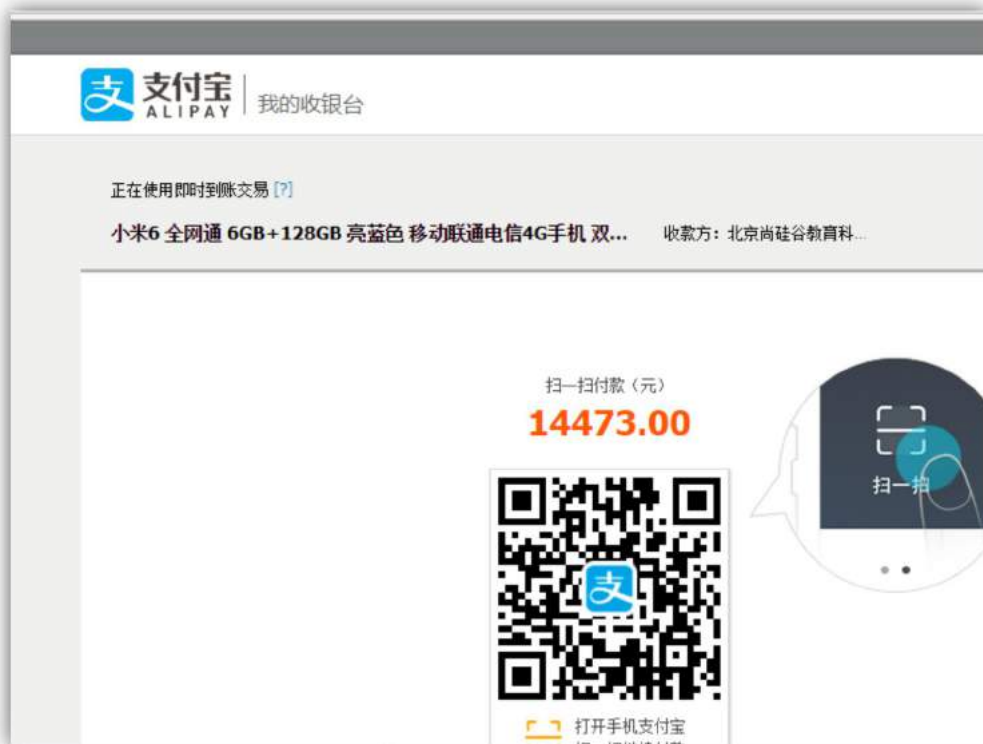 支付宝
ALIPAY
我的收银台
正在使用即时到账交易 [?]
小米6 全网通 6GB+128GB 亮蓝色 移动联通电信4G手机 双... 收款方：北京尚硅谷教育科...
扫一扫付款（元）
14473.00
支
扫一扫
打开手机支付宝